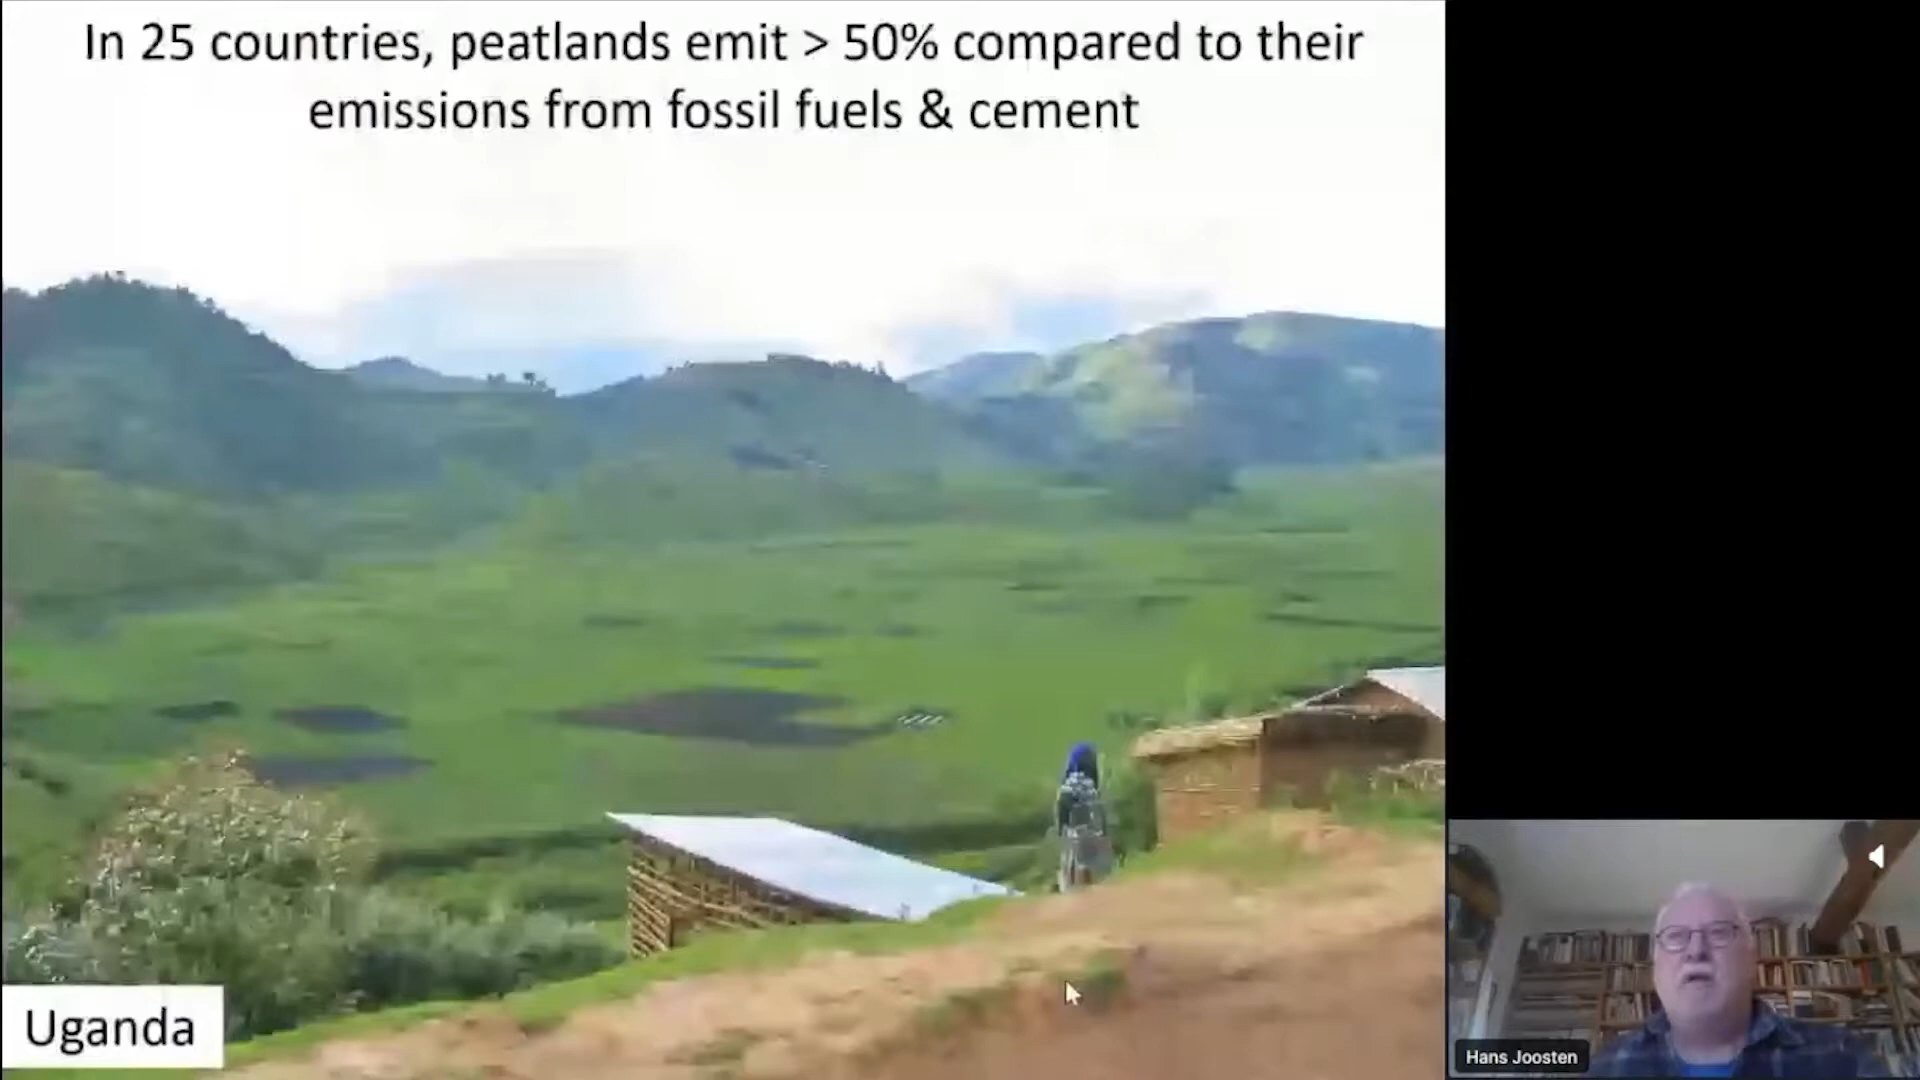 In 25 countries, peatlands emit > 50% compared to their
emissions from fossil fuels & cement
Uganda
Hans Joosten